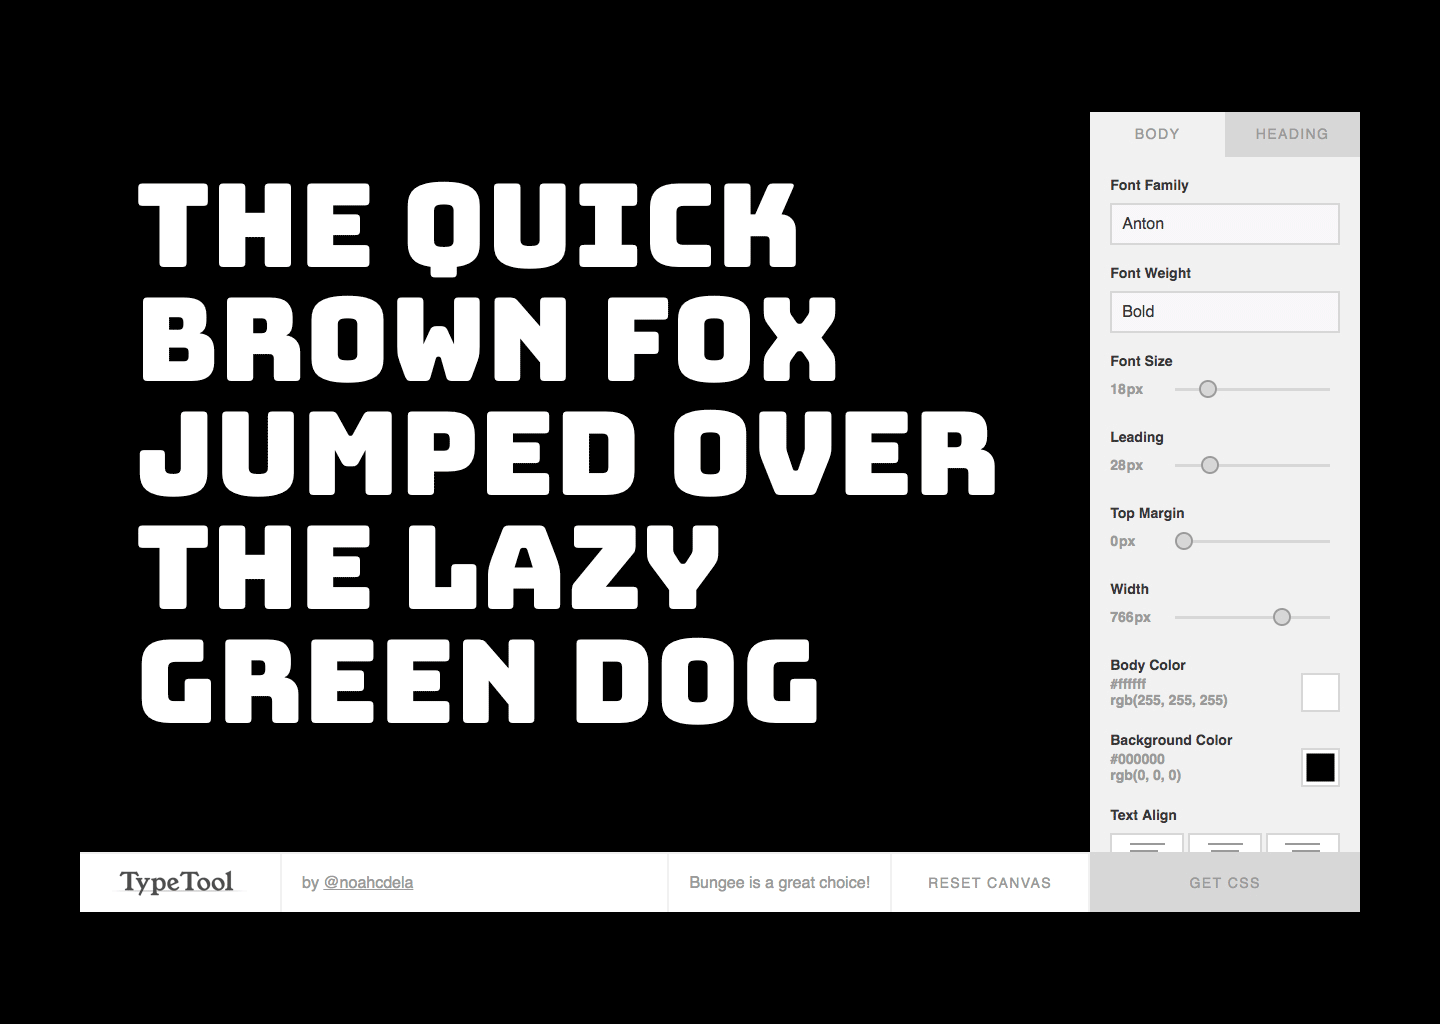 THE QUICK
BROWN FOX
JUMPED OVER
THE LAZY
GREEN DOG
BODY
HEADING
Font Family
Anton
Font Weight
Bold
Font Size
18px
Leading
28px
Top Margin
0px
Width
766px
Body Color
#ffffff
rgb(255, 255, 255)
Background Color
#000000
rgb(0, 0, 0)
Text Align
TypeTool
by @noahcdela
Bungee is a great choice!
RESET CANVAS
GET CSS